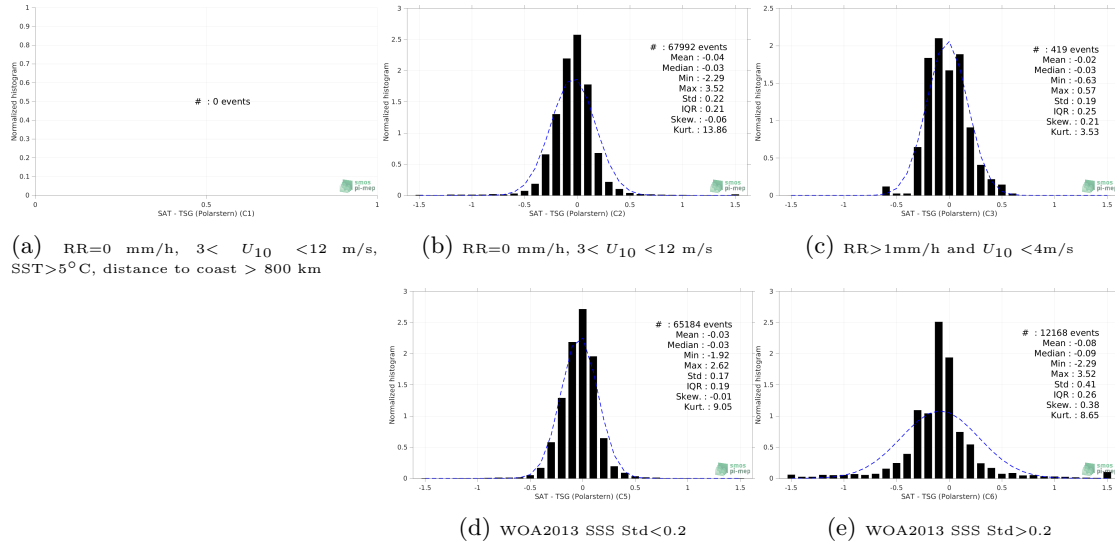 1
0.9
0.8
0.7
0.6
0.5
0.4
0.3
0.2
0.1
0
Normalized histogram
# : 0 events
smos
pi-mep
0 0.5 1
SAT - TSG (Polarstern) (C1)
(a) RR=0 mm/h, 3< U10 <12 m/s,
SST>5°C, distance to coast > 800 km
3
2.5
2
1.5
1
0.5
0
Normalized histogram
# : 67992 events
Mean : -0.04
Median : -0.03
Min : -2.29
Max : 3.52
Std : 0.22
IQR : 0.21
Skew. : -0.06
Kurt. : 13.86
smos
pi-mep
-1.5 -1 -0.5 0 0.5 1 1.5
SAT - TSG (Polarstern) (C2)
(b) RR=0 mm/h, 3< U10 <12 m/s
2.5
2
1.5
1
0.5
0
Normalized histogram
# : 419 events
Mean : -0.02
Median : -0.03
Min : -0.63
Max : 0.57
Std : 0.19
IQR : 0.25
Skew. : 0.21
Kurt. : 3.53
smos
pi-mep
-1.5 -1 -0.5 0 0.5 1 1.5
SAT - TSG (Polarstern) (C3)
(c) RR>1mm/h and U10 <4m/s
3
2.5
2
1.5
1
0.5
0
Normalized histogram
# : 65184 events
Mean : -0.03
Median : -0.03
Min : -1.92
Max : 2.62
Std : 0.17
IQR : 0.19
Skew. : -0.01
Kurt. : 9.05
smos
pi-mep
-1.5 -1 -0.5 0 0.5 1 1.5
SAT - TSG (Polarstern) (C5)
(d) WOA2013 SSS Std<0.2
3
2.5
2
1.5
1
0.5
0
Normalized histogram
# : 12168 events
Mean : -0.08
Median : -0.09
Min : -2.29
Max : 3.52
Std : 0.41
IQR : 0.26
Skew. : 0.38
Kurt. : 8.65
smos
-1.5 -1 -0.5 0 0.5 1 1.5
SAT - TSG (Polarstern) (C6)
(e) WOA2013 SSS Std>0.2